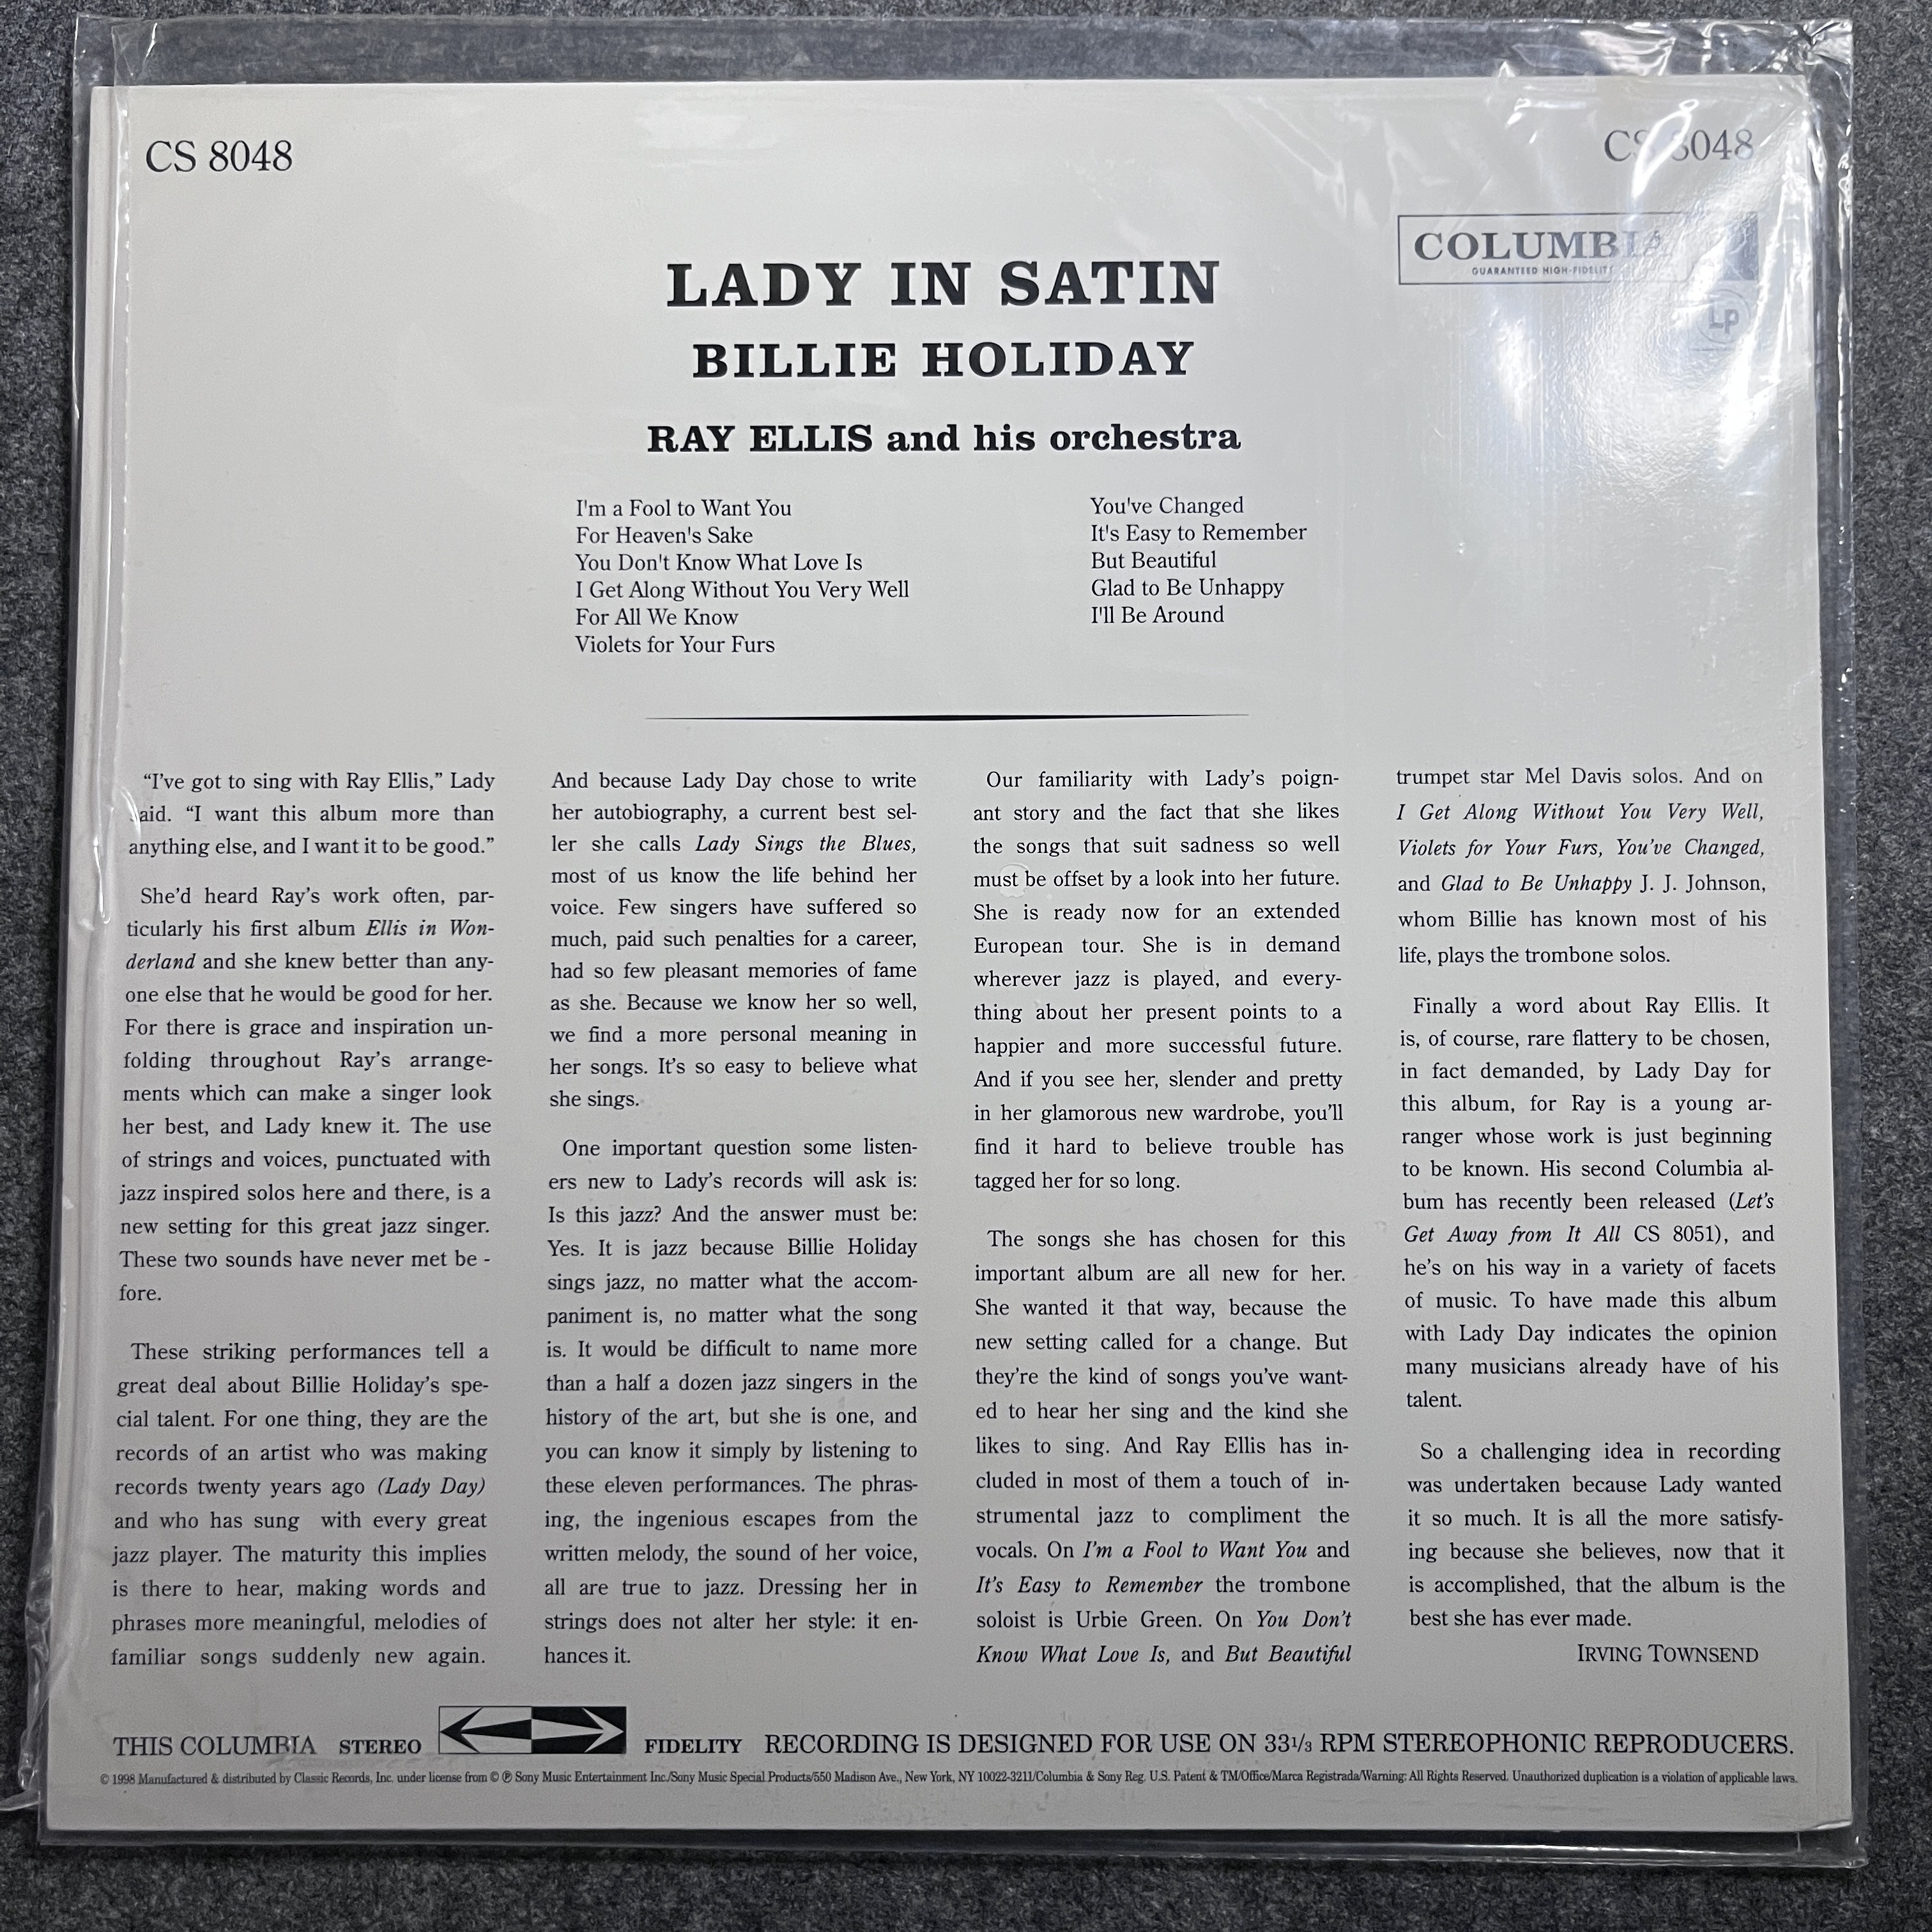 CS 8048
CS 8048
COLUMBIA
GUARANTEED HIGH-FIDELITY
Lp
LADY IN SATIN
BILLIE HOLIDAY
RAY ELLIS and his orchestra
I'm a Fool to Want You
For Heaven's Sake
You Don't Know What Love Is
I Get Along Without You Very Well
For All We Know
Violets for Your Furs
You've Changed
It's Easy to Remember
But Beautiful
Glad to Be Unhappy
I'll Be Around
“I’ve got to sing with Ray Ellis,” Lady
said. “I want this album more than
anything else, and I want it to be good.”
She’d heard Ray’s work often, par-
ticularly his first album Ellis in Won-
derland and she knew better than any-
one else that he would be good for her.
For there is grace and inspiration un-
folding throughout Ray’s arrange-
ments which can make a singer look
her best, and Lady knew it. The use
of strings and voices, punctuated with
jazz inspired solos here and there, is a
new setting for this great jazz singer.
These two sounds have never met be -
fore.
These striking performances tell a
great deal about Billie Holiday’s spe-
cial talent. For one thing, they are the
records of an artist who was making
records twenty years ago (Lady Day)
and who has sung with every great
jazz player. The maturity this implies
is there to hear, making words and
phrases more meaningful, melodies of
familiar songs suddenly new again.
And because Lady Day chose to write
her autobiography, a current best sel-
ler she calls Lady Sings the Blues,
most of us know the life behind her
voice. Few singers have suffered so
much, paid such penalties for a career,
had so few pleasant memories of fame
as she. Because we know her so well,
we find a more personal meaning in
her songs. It’s so easy to believe what
she sings.
One important question some listen-
ers new to Lady’s records will ask is:
Is this jazz? And the answer must be:
Yes. It is jazz because Billie Holiday
sings jazz, no matter what the accom-
paniment is, no matter what the song
is. It would be difficult to name more
than a half a dozen jazz singers in the
history of the art, but she is one, and
you can know it simply by listening to
these eleven performances. The phras-
ing, the ingenious escapes from the
written melody, the sound of her voice,
all are true to jazz. Dressing her in
strings does not alter her style: it en-
hances it.
Our familiarity with Lady’s poign-
ant story and the fact that she likes
the songs that suit sadness so well
must be offset by a look into her future.
She is ready now for an extended
European tour. She is in demand
wherever jazz is played, and every-
thing about her present points to a
happier and more successful future.
And if you see her, slender and pretty
in her glamorous new wardrobe, you’ll
find it hard to believe trouble has
tagged her for so long.
The songs she has chosen for this
important album are all new for her.
She wanted it that way, because the
new setting called for a change. But
they’re the kind of songs you’ve want-
ed to hear her sing and the kind she
likes to sing. And Ray Ellis has in-
cluded in most of them a touch of in-
strumental jazz to compliment the
vocals. On I’m a Fool to Want You and
It’s Easy to Remember the trombone
soloist is Urbie Green. On You Don’t
Know What Love Is, and But Beautiful
trumpet star Mel Davis solos. And on
I Get Along Without You Very Well,
Violets for Your Furs, You’ve Changed,
and Glad to Be Unhappy J. J. Johnson,
whom Billie has known most of his
life, plays the trombone solos.
Finally a word about Ray Ellis. It
is, of course, rare flattery to be chosen,
in fact demanded, by Lady Day for
this album, for Ray is a young ar-
ranger whose work is just beginning
to be known. His second Columbia al-
bum has recently been released (Let’s
Get Away from It All CS 8051), and
he’s on his way in a variety of facets
of music. To have made this album
with Lady Day indicates the opinion
many musicians already have of his
talent.
So a challenging idea in recording
was undertaken because Lady wanted
it so much. It is all the more satisfy-
ing because she believes, now that it
is accomplished, that the album is the
best she has ever made.
IRVING TOWNSEND
THIS COLUMBIA STEREO FIDELITY RECORDING IS DESIGNED FOR USE ON 33⅓ RPM STEREOPHONIC REPRODUCERS.
© 1998 Manufactured & distributed by Classic Records, Inc. under license from © ℗ Sony Music Entertainment Inc./Sony Music Special Products/550 Madison Ave., New York, NY 10022-3211/Columbia & Sony Reg. U.S. Patent & TM/Office/Marca Registrada/Warning: All Rights Reserved. Unauthorized duplication is a violation of applicable laws.